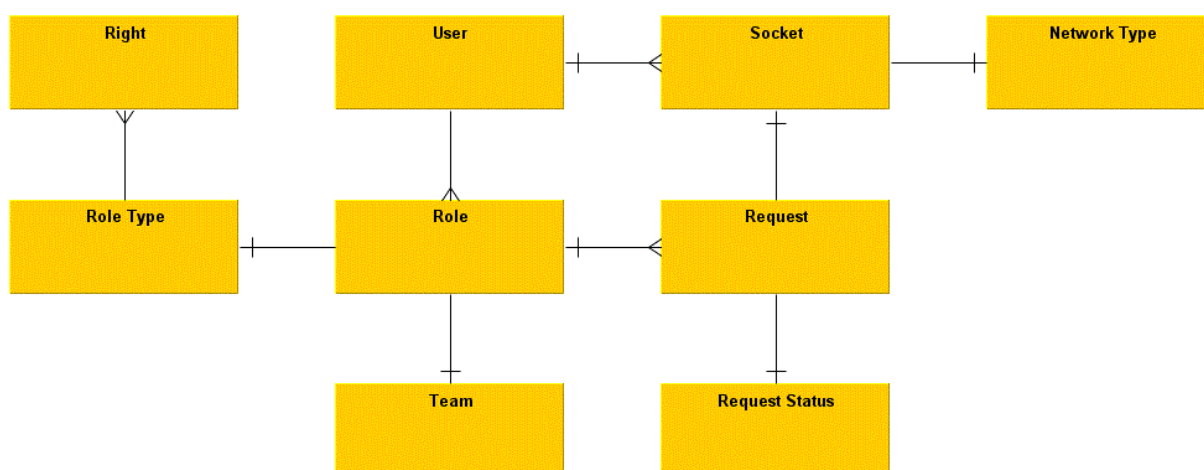 Right
User
Socket
Network Type
Role Type
Role
Request
Team
Request Status